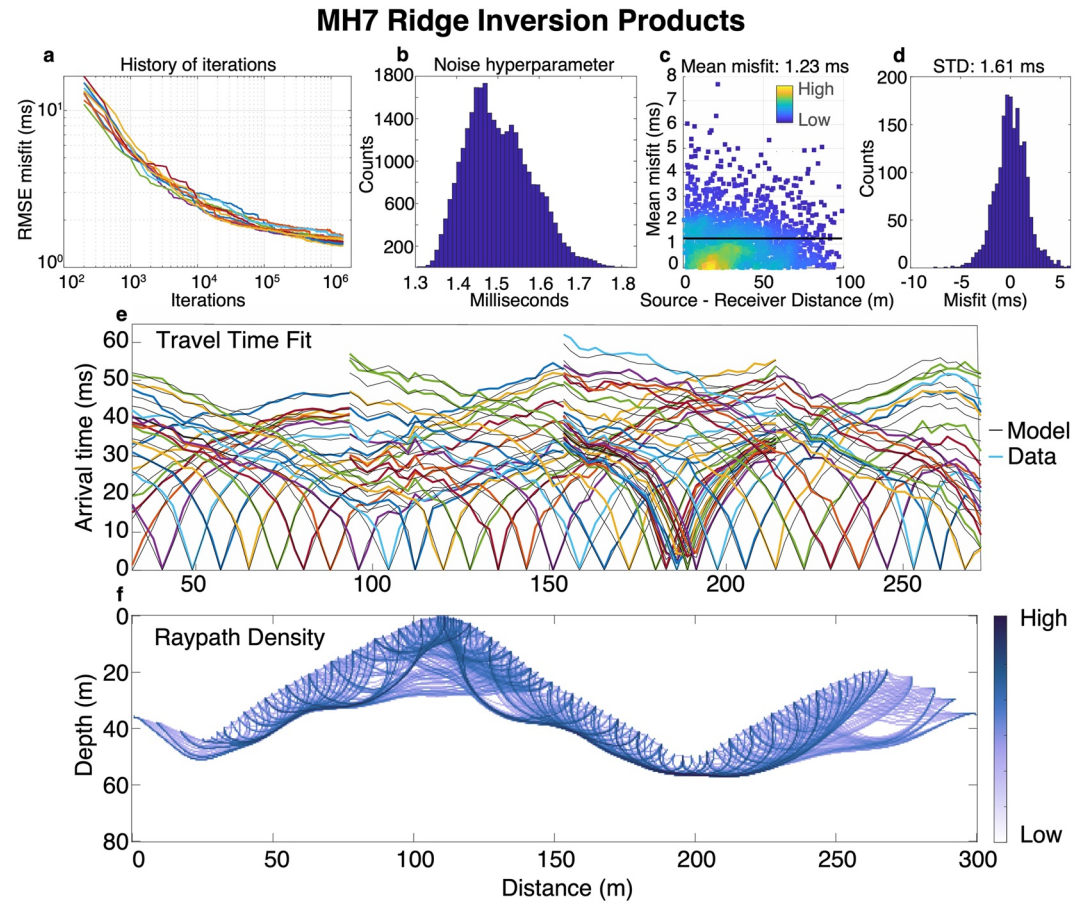 MH7 Ridge Inversion Products
a
History of iterations
RMSE misfit (ms)
10¹
10⁰
10² 10³ 10⁴ 10⁵ 10⁶
Iterations
b
Noise hyperparameter
Counts
1800
1400
1000
600
200
1.3 1.4 1.5 1.6 1.7 1.8
Milliseconds
c
Mean misfit: 1.23 ms
Mean misfit (ms)
8
7
6
5
4
3
2
1
0
High
Low
0 50 100
Source - Receiver Distance (m)
d
STD: 1.61 ms
Counts
200
150
100
50
0
-10 -5 0 5
Misfit (ms)
e
Travel Time Fit
Arrival time (ms)
60
50
40
30
20
10
0
50 100 150 200 250
Model
Data
f
Raypath Density
Depth (m)
0
20
40
60
80
0 50 100 150 200 250 300
Distance (m)
High
Low